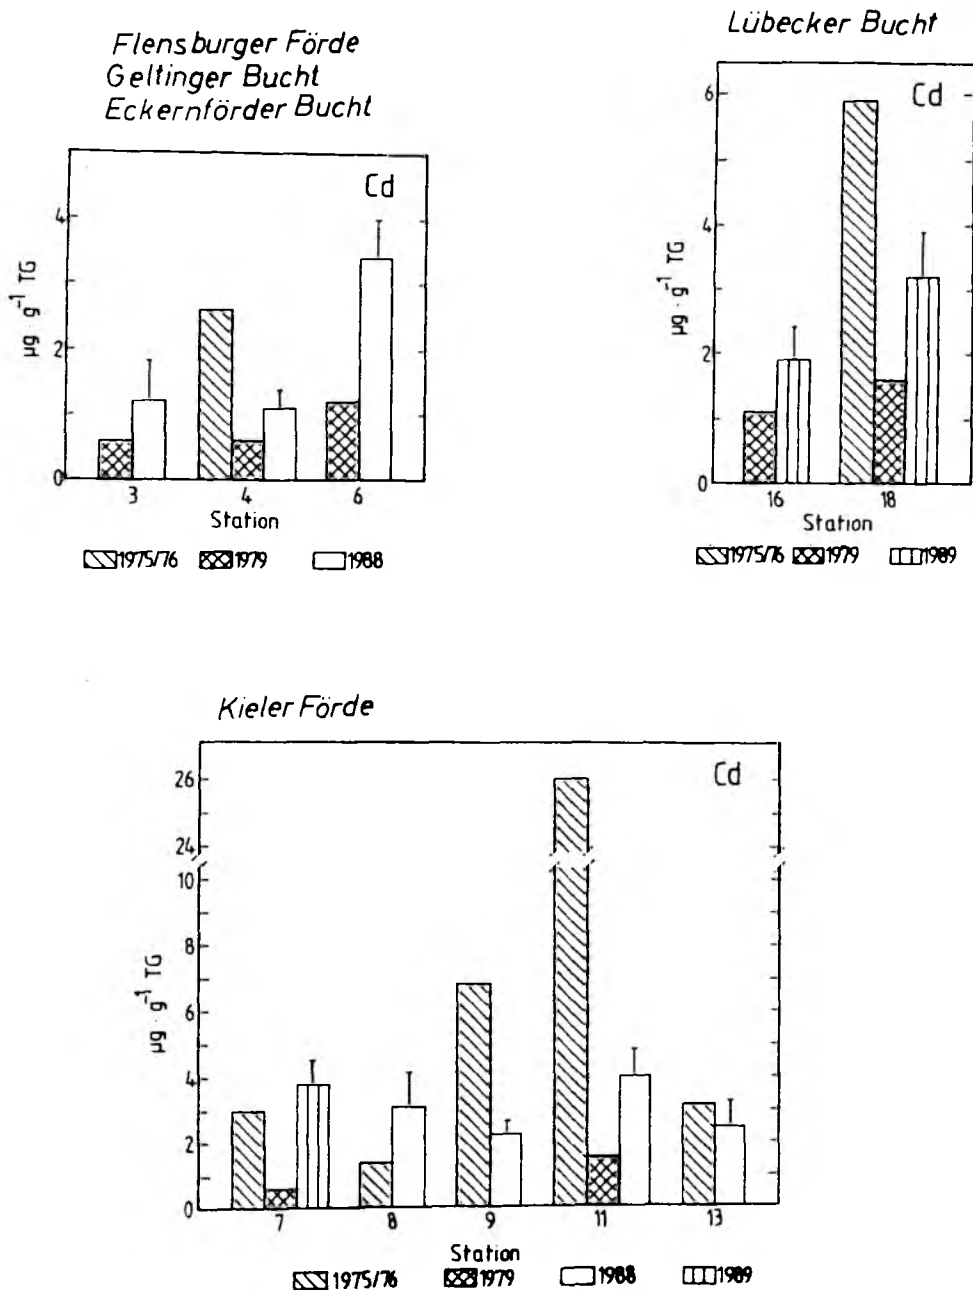 Flensburger Förde
Geltinger Bucht
Eckernförder Bucht
Cd
4
2
0
µg · g⁻¹ TG
3 4 6
Station
1975/76 1979 1988
Lübecker Bucht
Cd
6
4
2
0
µg · g⁻¹ TG
16 18
Station
1975/76 1979 1989
Kieler Förde
Cd
26
24
10
8
6
4
2
0
µg · g⁻¹ TG
7 8 9 11 13
Station
1975/76 1979 1988 1989